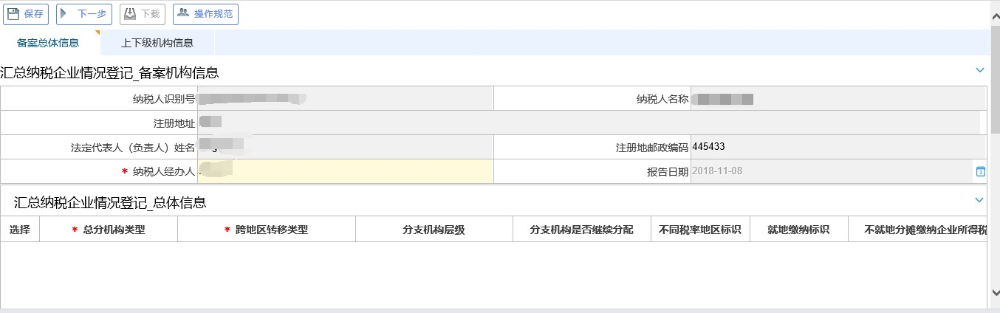 保存 下一步 下载 操作规范
备案总体信息 上下级机构信息
汇总纳税企业情况登记_备案机构信息
纳税人识别号 纳税人名称
注册地址
法定代表人（负责人）姓名 注册地邮政编码 445433
* 纳税人经办人 报告日期 2018-11-08
汇总纳税企业情况登记_总体信息
选择 * 总分机构类型 * 跨地区转移类型 分支机构层级 分支机构是否继续分配 不同税率地区标识 就地缴纳标识 不就地分摊缴纳企业所得税